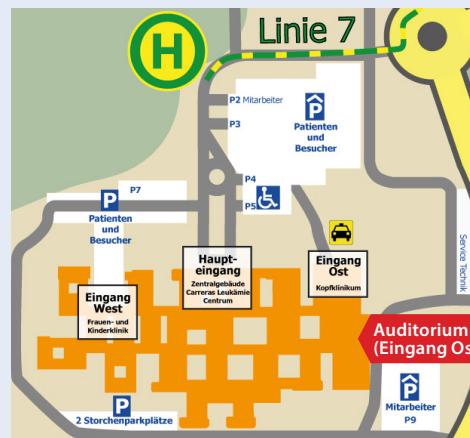 H
Linie 7
P2 Mitarbeiter
P3
P
Patienten
und
Besucher
P4
P5
P7
P
Patienten
und
Besucher
Haupt-
eingang
Zentralgebäude
Carreras Leukämie
Centrum
Eingang
Ost
Kopfklinikum
Eingang
West
Frauen- und
Kinderklinik
Service Technik
Auditorium
(Eingang Os
P
Mitarbeiter
P9
P
2 Storchenparkplätze